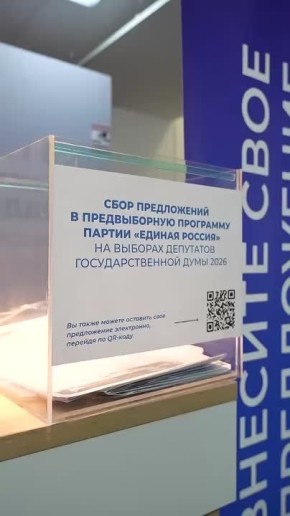 СБОР ПРЕДЛОЖЕНИЙ
В ПРЕДВЫБОРНУЮ ПРОГРАММУ
ПАРТИИ «ЕДИНАЯ РОССИЯ»
НА ВЫБОРАХ ДЕПУТАТОВ
ГОСУДАРСТВЕННОЙ ДУМЫ 2026
Вы также можете оставить свое
предложение электронно,
перейдя по QR-коду
ВНЕСИТЕ СВОЕ
ПРЕДЛОЖЕНИЕ